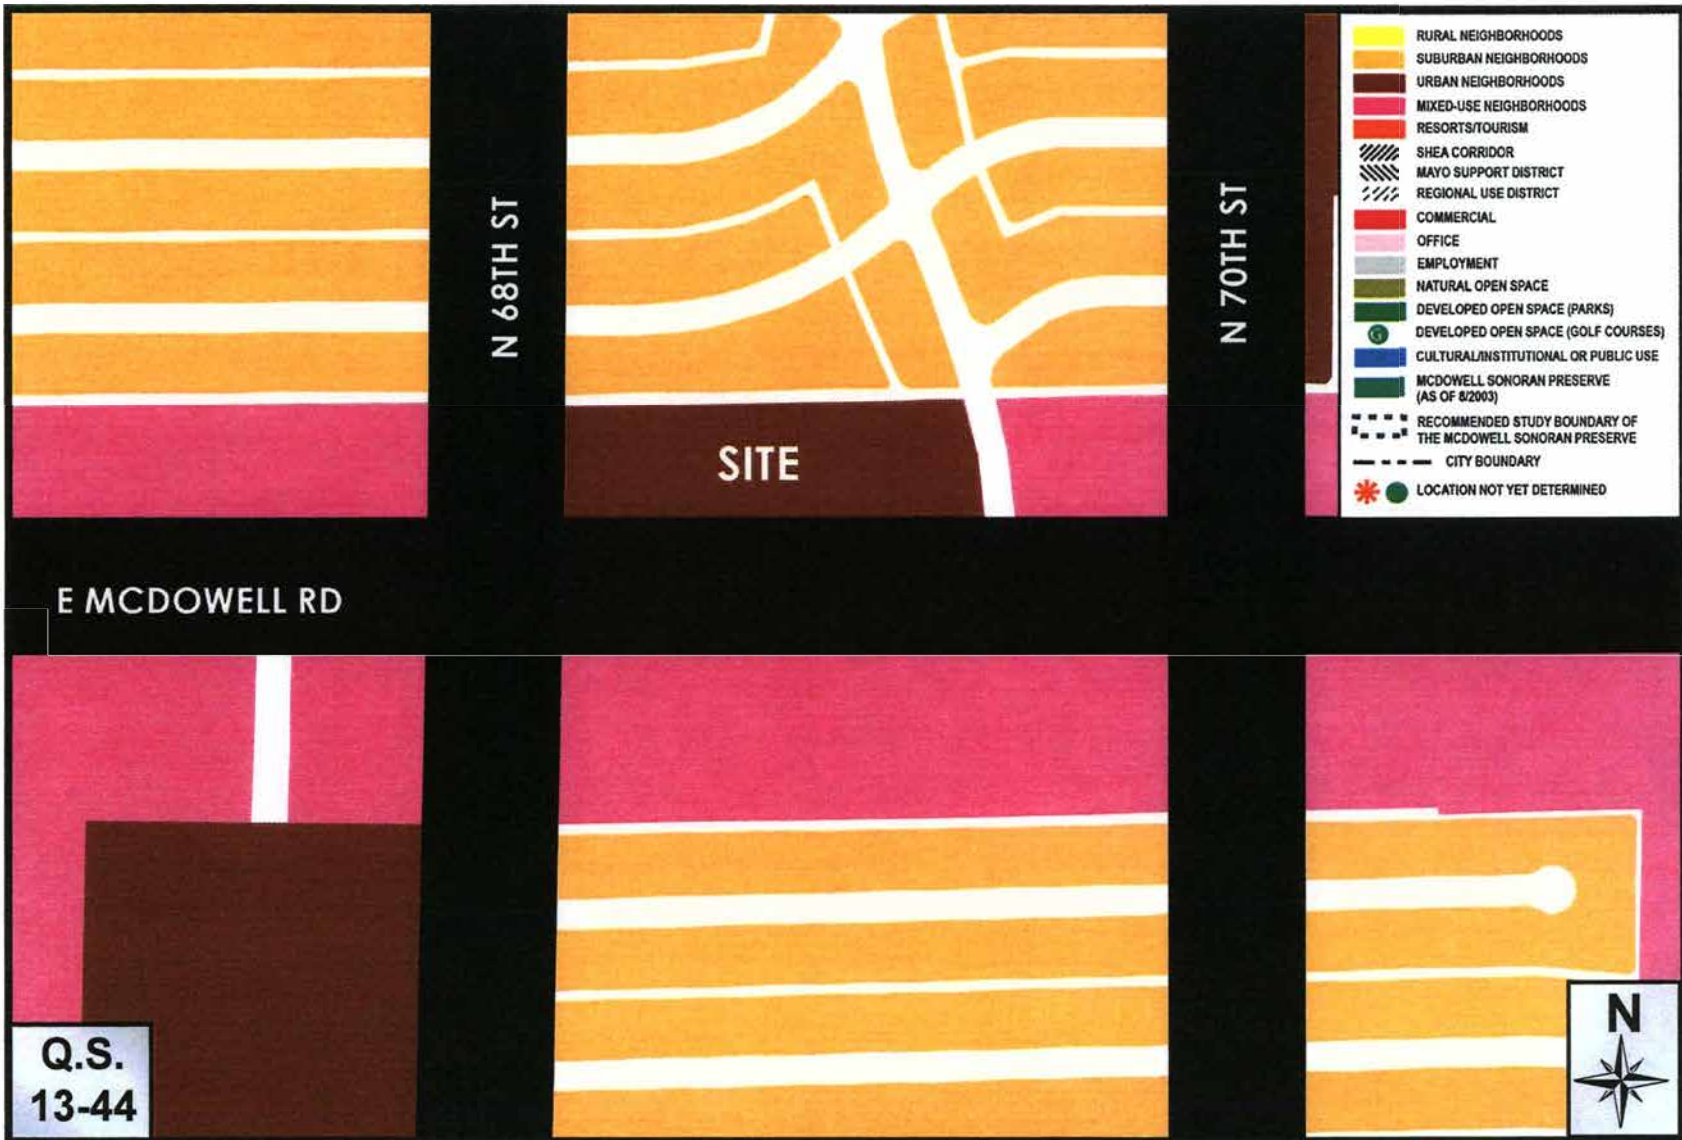 RURAL NEIGHBORHOODS
SUBURBAN NEIGHBORHOODS
URBAN NEIGHBORHOODS
MIXED-USE NEIGHBORHOODS
RESORTS/TOURISM
SHEA CORRIDOR
MAYO SUPPORT DISTRICT
REGIONAL USE DISTRICT
COMMERCIAL
OFFICE
EMPLOYMENT
NATURAL OPEN SPACE
DEVELOPED OPEN SPACE (PARKS)
G DEVELOPED OPEN SPACE (GOLF COURSES)
CULTURAL/INSTITUTIONAL OR PUBLIC USE
MCDOWELL SONORAN PRESERVE
(AS OF 8/2003)
RECOMMENDED STUDY BOUNDARY OF
THE MCDOWELL SONORAN PRESERVE
CITY BOUNDARY
LOCATION NOT YET DETERMINED
N 68TH ST
N 70TH ST
SITE
E MCDOWELL RD
Q.S.
13-44
N